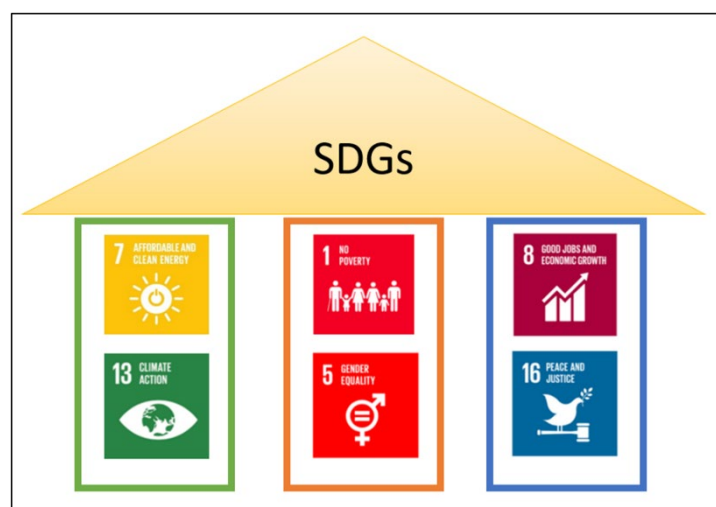 SDGs
7 AFFORDABLE AND
CLEAN ENERGY
13 CLIMATE
ACTION
1 NO
POVERTY
5 GENDER
EQUALITY
8 GOOD JOBS AND
ECONOMIC GROWTH
16 PEACE AND
JUSTICE